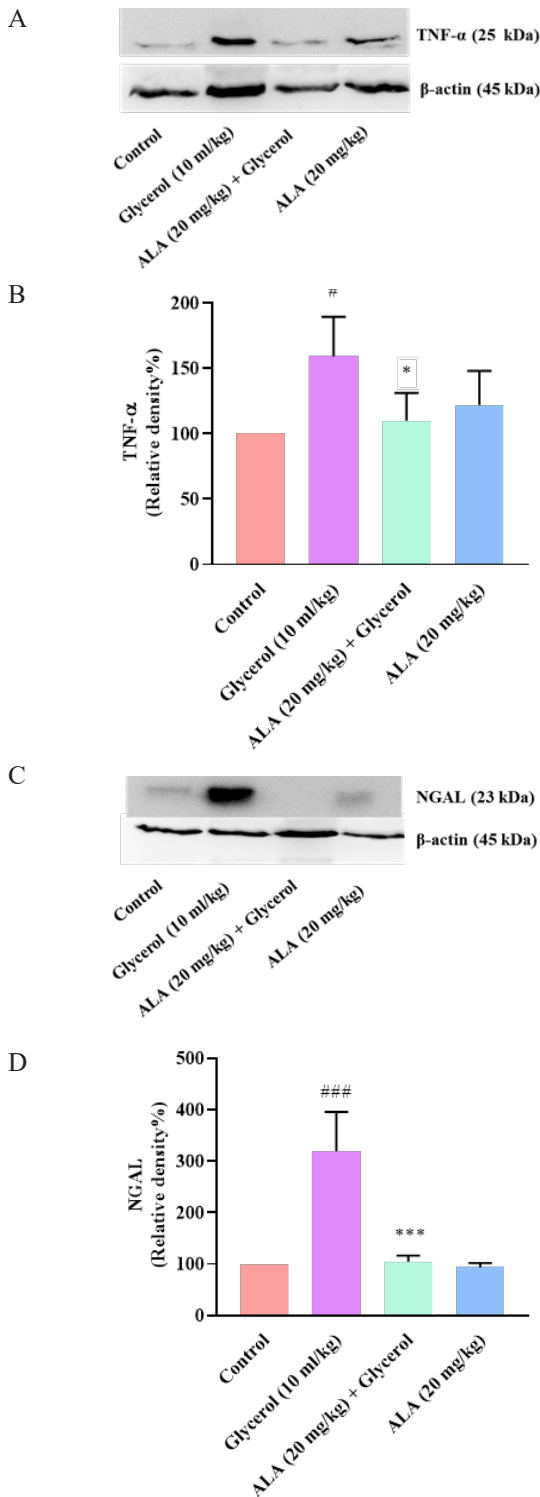 A
TNF-α (25 kDa)
β-actin (45 kDa)
Control
Glycerol (10 ml/kg)
ALA (20 mg/kg) + Glycerol
ALA (20 mg/kg)
B
200
150
100
50
0
TNF-α
(Relative density%)
#
*
Control
Glycerol (10 ml/kg)
ALA (20 mg/kg) + Glycerol
ALA (20 mg/kg)
C
NGAL (23 kDa)
β-actin (45 kDa)
Control
Glycerol (10 ml/kg)
ALA (20 mg/kg) + Glycerol
ALA (20 mg/kg)
D
500
400
300
200
100
0
NGAL
(Relative density%)
###
***
Control
Glycerol (10 ml/kg)
ALA (20 mg/kg) + Glycerol
ALA (20 mg/kg)